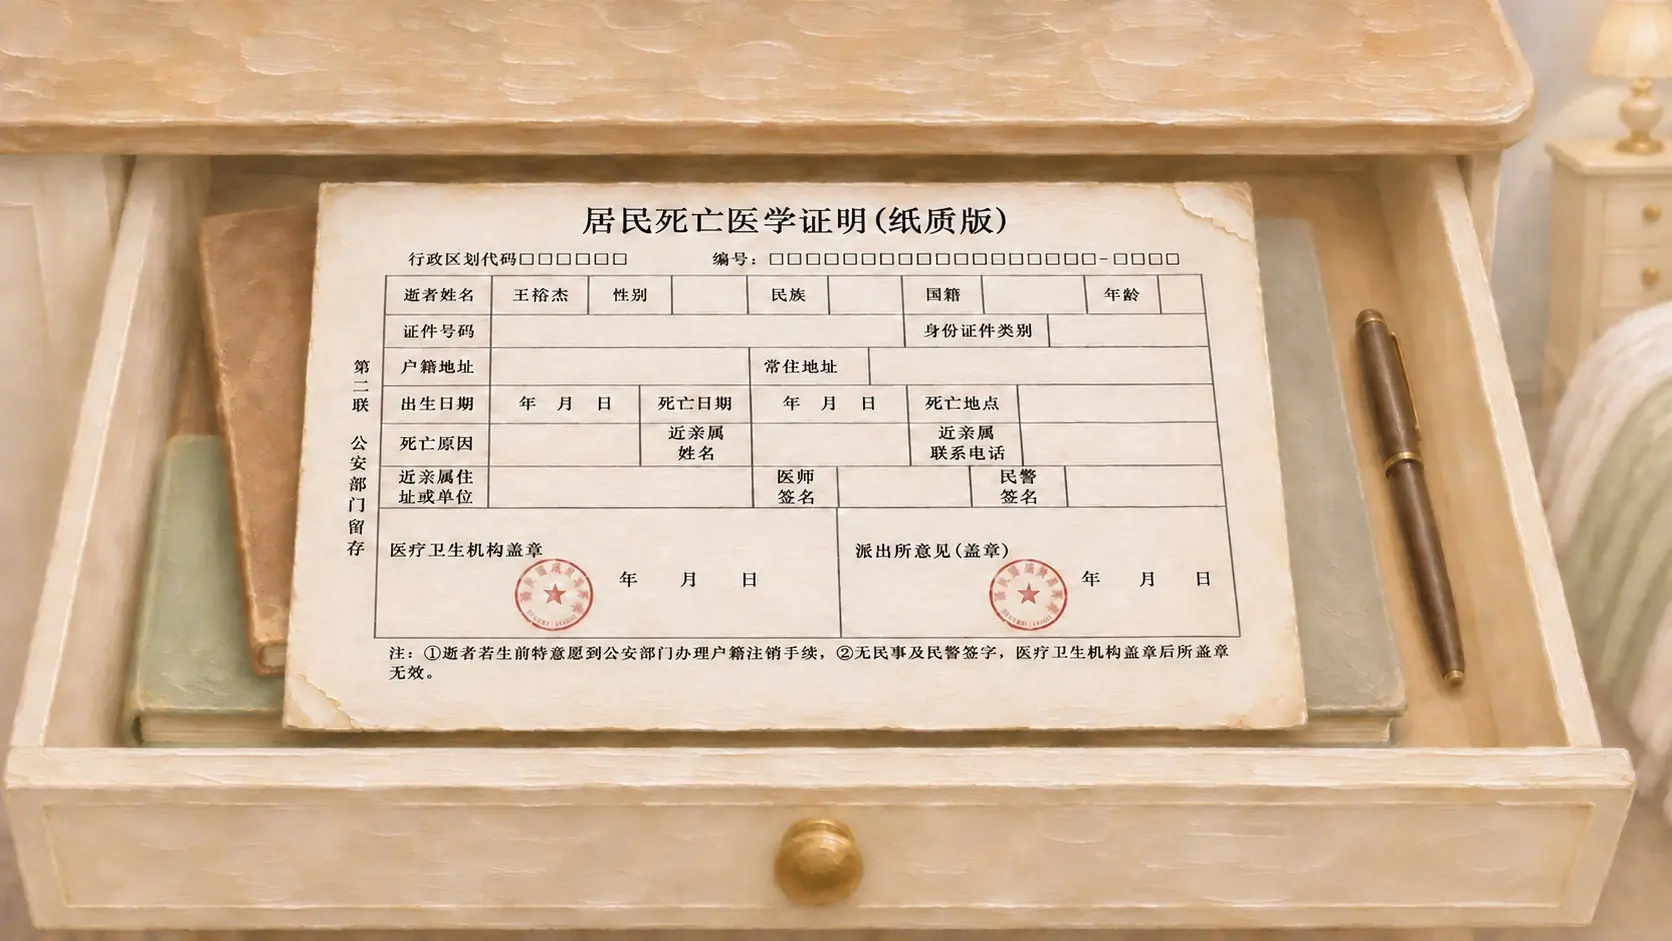 居民死亡医学证明(纸质版)
行政区划代码□□□□□□ 编号：□□□□□□□□□□□□□□□□□□-□□□□
逝者姓名 王裕杰 性别 民族 国籍 年龄
证件号码 身份证件类别
户籍地址 常住地址
出生日期 年 月 日 死亡日期 年 月 日 死亡地点
死亡原因 近亲属姓名 近亲属联系电话
近亲属住址或单位 医师签名 民警签名
医疗卫生机构盖章 年 月 日
派出所意见(盖章) 年 月 日
注：①逝者若生前特意愿到公安部门办理户籍注销手续，②无民事及民警签字，医疗卫生机构盖章后所盖章
无效。
第二联 公安部门留存